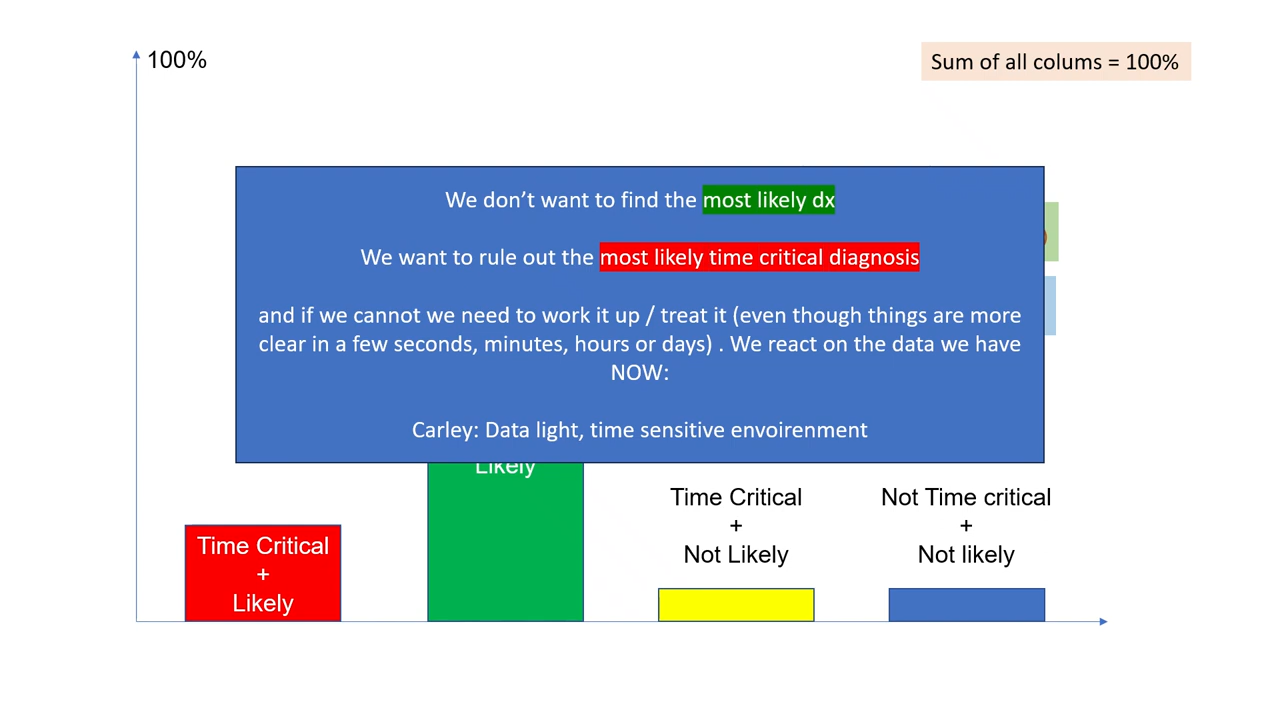 100%
Sum of all colums = 100%
We don’t want to find the most likely dx
We want to rule out the most likely time critical diagnosis
and if we cannot we need to work it up / treat it (even though things are more
clear in a few seconds, minutes, hours or days) . We react on the data we have
NOW:
Carley: Data light, time sensitive envoirenment
Likely
Time Critical
+
Likely
Time Critical
+
Not Likely
Not Time critical
+
Not likely